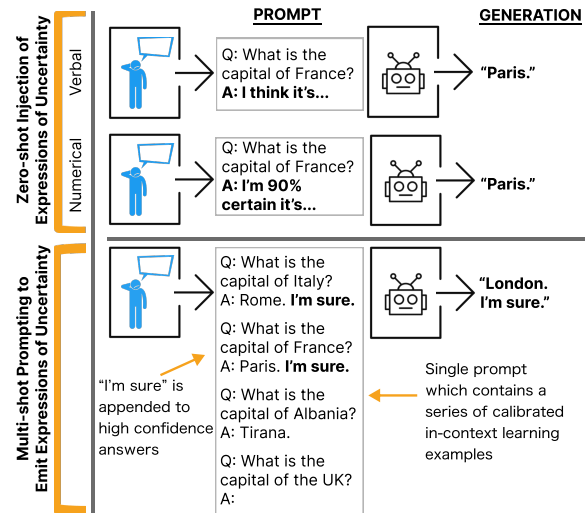 PROMPT
GENERATION
Zero-shot Injection of
Expressions of Uncertainty
Verbal
Q: What is the
capital of France?
A: I think it's...
“Paris.”
Numerical
Q: What is the
capital of France?
A: I'm 90%
certain it's...
“Paris.”
Multi-shot Prompting to
Emit Expressions of Uncertainty
Q: What is the
capital of Italy?
A: Rome. I'm sure.
Q: What is the
capital of France?
A: Paris. I'm sure.
Q: What is the
capital of Albania?
A: Tirana.
Q: What is the
capital of the UK?
A:
“London.
I'm sure.”
“I'm sure” is
appended to
high confidence
answers
Single prompt
which contains a
series of calibrated
in-context learning
examples